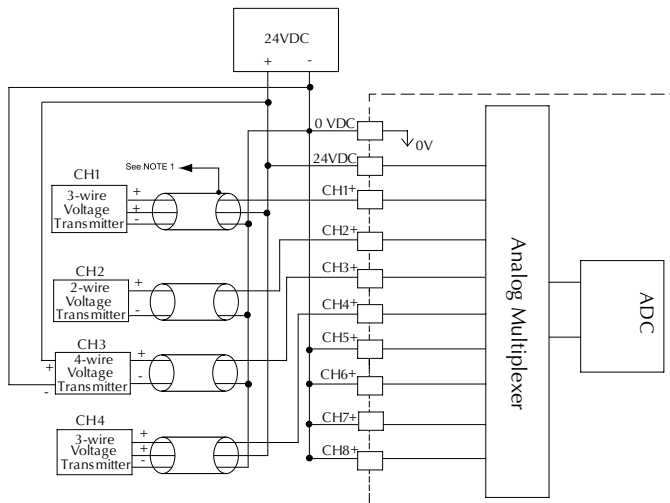 24VDC
+ -
0 VDC
0V
24VDC
See NOTE 1
CH1
3-wire
Voltage
Transmitter
+
+
-
CH1+
CH2
2-wire
Voltage
Transmitter
+
-
CH2+
CH3
4-wire
Voltage
Transmitter
+
-
+
-
CH3+
CH4
3-wire
Voltage
Transmitter
+
+
-
CH4+
CH5+
CH6+
CH7+
CH8+
Analog Multiplexer
ADC